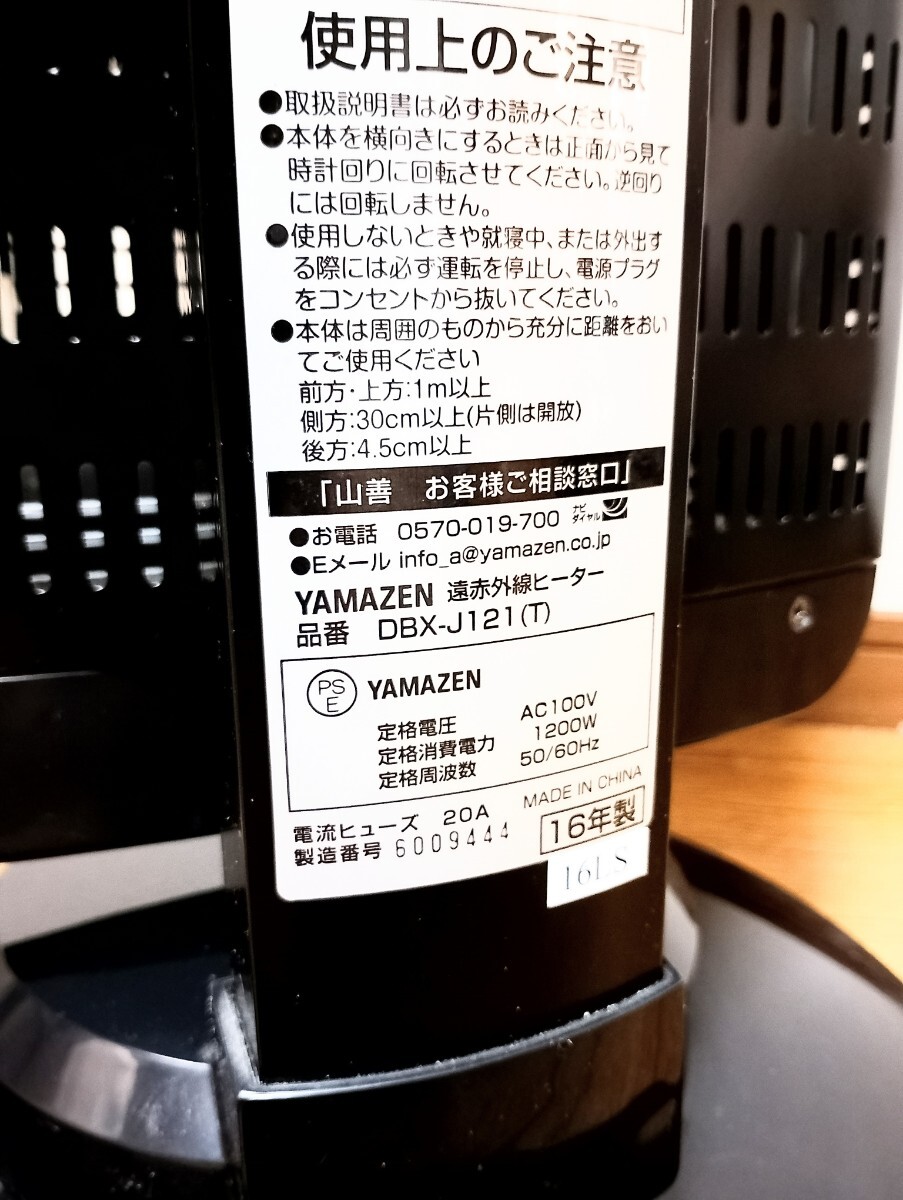 使用上のご注意
●取扱説明書は必ずお読みください。
●本体を横向きにするときは正面から見て
時計回りに回転させてください。逆回り
には回転しません。
●使用しないときや就寝中、または外出す
る際には必ず運転を停止し、電源プラグ
をコンセントから抜いてください。
●本体は周囲のものから充分に距離をおい
てご使用ください
前方・上方:1m以上
側方:30cm以上(片側は開放)
後方:4.5cm以上
「山善　お客様ご相談窓口」
●お電話 0570-019-700 ナビダイヤル
●Eメール info_a@yamazen.co.jp
YAMAZEN 遠赤外線ヒーター
品番 DBX-J121(T)
PSE YAMAZEN
定格電圧 AC100V
定格消費電力 1200W
定格周波数 50/60Hz
MADE IN CHINA
電流ヒューズ 20A
製造番号 6009444
16年製
16LS